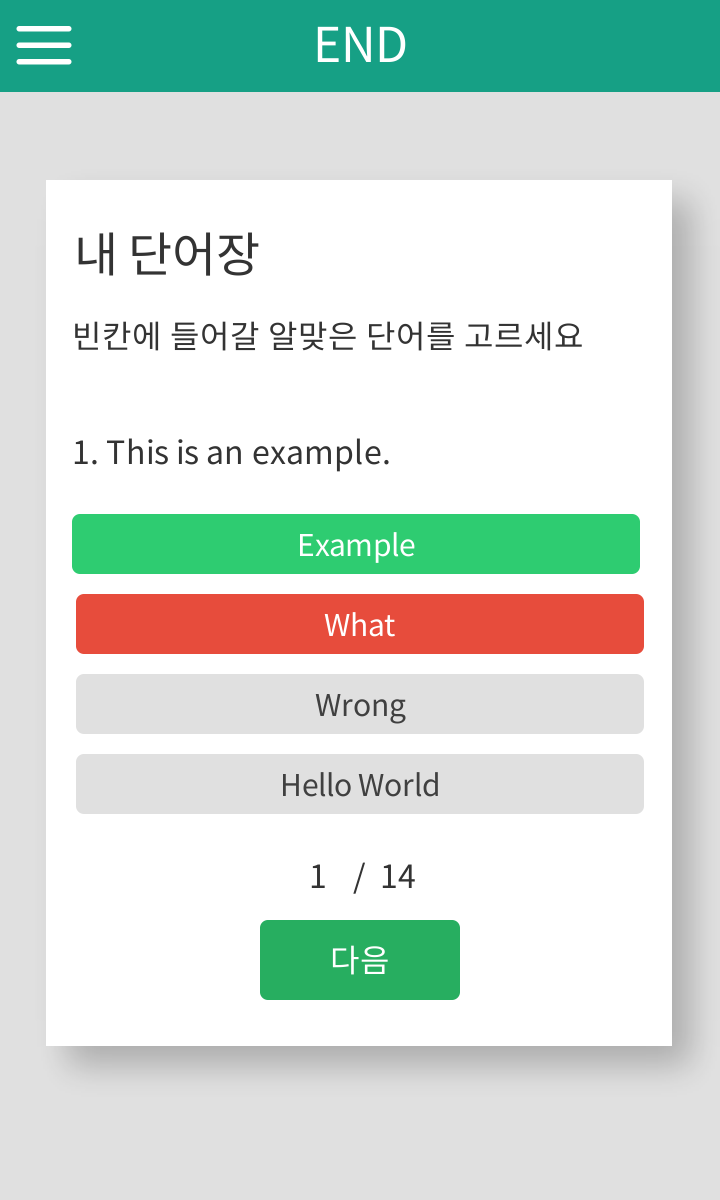 END
내 단어장
빈칸에 들어갈 알맞은 단어를 고르세요
1. This is an example.
Example
What
Wrong
Hello World
1 / 14
다음